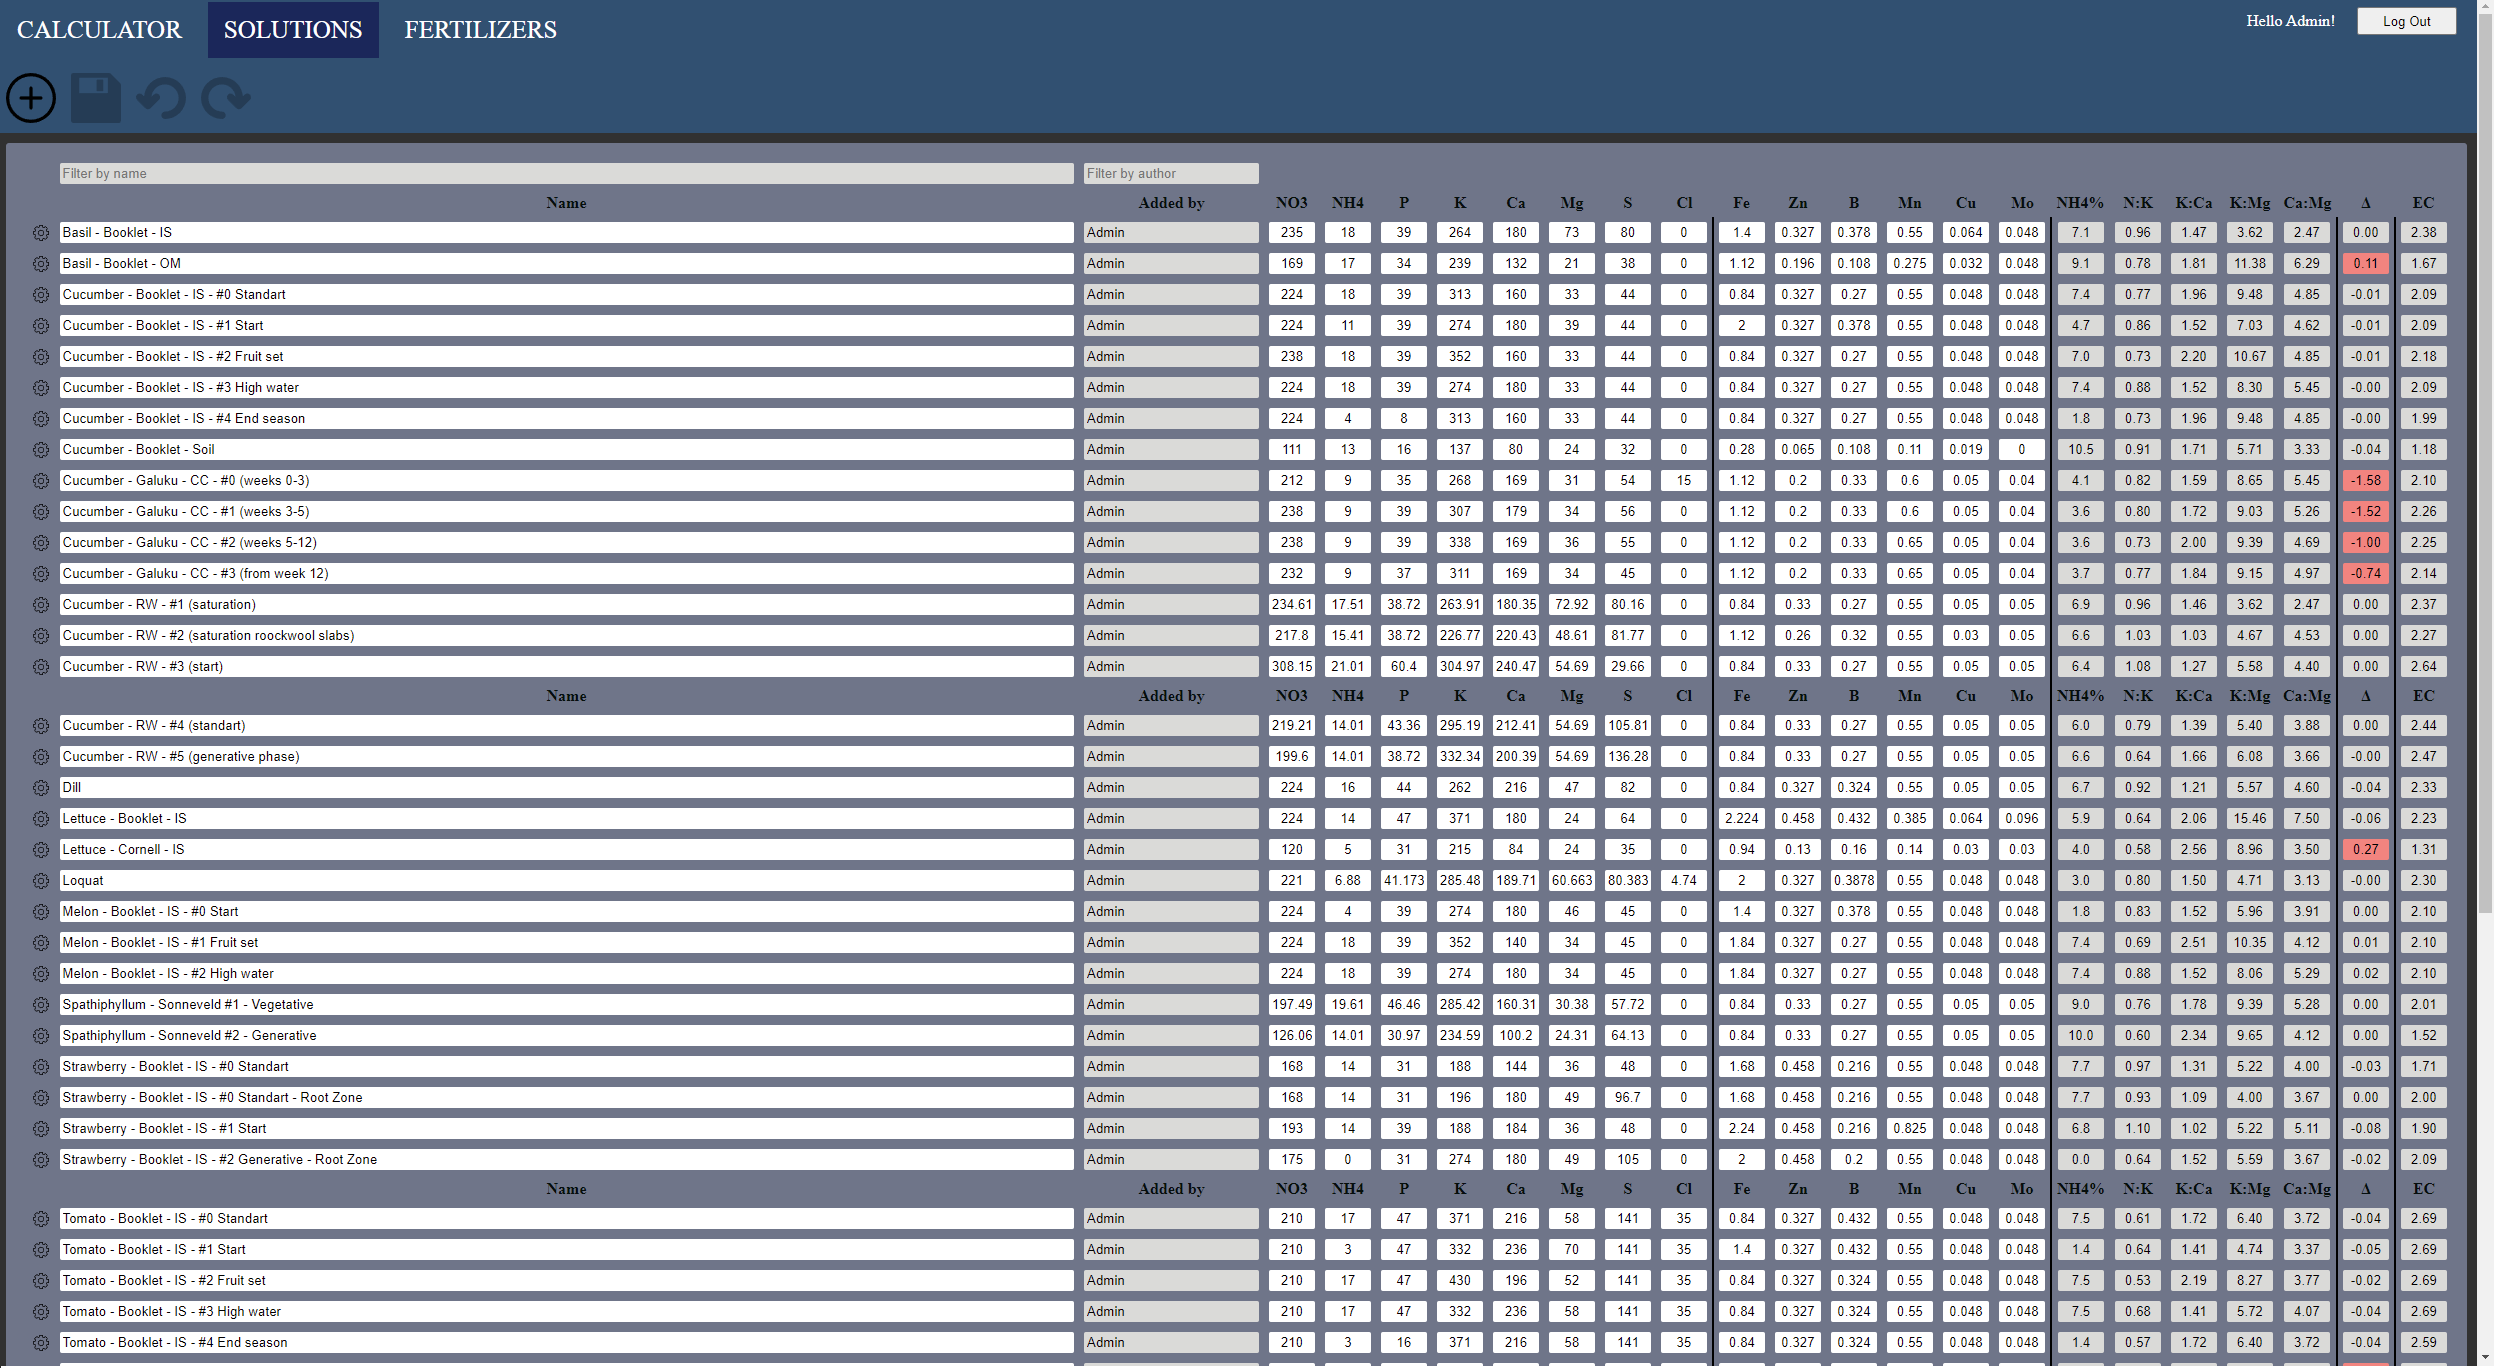 CALCULATOR SOLUTIONS FERTILIZERS Hello Admin! Log Out
Filter by name Filter by author
Name Added by NO3 NH4 P K Ca Mg S Cl Fe Zn B Mn Cu Mo NH4% N:K K:Ca K:Mg Ca:Mg Δ EC
Basil - Booklet - IS Admin 235 18 39 264 180 73 80 0 1.4 0.327 0.378 0.55 0.064 0.048 7.1 0.96 1.47 3.62 2.47 0.00 2.38
Basil - Booklet - OM Admin 169 17 34 239 132 21 38 0 1.12 0.196 0.108 0.275 0.032 0.048 9.1 0.78 1.81 11.38 6.29 0.11 1.67
Cucumber - Booklet - IS - #0 Standart Admin 224 18 39 313 160 33 44 0 0.84 0.327 0.27 0.55 0.048 0.048 7.4 0.77 1.96 9.48 4.85 -0.01 2.09
Cucumber - Booklet - IS - #1 Start Admin 224 11 39 274 180 39 44 0 2 0.327 0.378 0.55 0.048 0.048 4.7 0.86 1.52 7.03 4.62 -0.01 2.09
Cucumber - Booklet - IS - #2 Fruit set Admin 238 18 39 352 160 33 44 0 0.84 0.327 0.27 0.55 0.048 0.048 7.0 0.73 2.20 10.67 4.85 -0.01 2.18
Cucumber - Booklet - IS - #3 High water Admin 224 18 39 274 180 33 44 0 0.84 0.327 0.27 0.55 0.048 0.048 7.4 0.88 1.52 8.30 5.45 -0.00 2.09
Cucumber - Booklet - IS - #4 End season Admin 224 4 8 313 160 33 44 0 0.84 0.327 0.27 0.55 0.048 0.048 1.8 0.73 1.96 9.48 4.85 -0.00 1.99
Cucumber - Booklet - Soil Admin 111 13 16 137 80 24 32 0 0.28 0.065 0.108 0.11 0.019 0 10.5 0.91 1.71 5.71 3.33 -0.04 1.18
Cucumber - Galuku - CC - #0 (weeks 0-3) Admin 212 9 35 268 169 31 54 15 1.12 0.2 0.33 0.6 0.05 0.04 4.1 0.82 1.59 8.65 5.45 -1.58 2.10
Cucumber - Galuku - CC - #1 (weeks 3-5) Admin 238 9 39 307 179 34 56 0 1.12 0.2 0.33 0.6 0.05 0.04 3.6 0.80 1.72 9.03 5.26 -1.52 2.26
Cucumber - Galuku - CC - #2 (weeks 5-12) Admin 238 9 39 338 169 36 55 0 1.12 0.2 0.33 0.65 0.05 0.04 3.6 0.73 2.00 9.39 4.69 -1.00 2.25
Cucumber - Galuku - CC - #3 (from week 12) Admin 232 9 37 311 169 34 45 0 1.12 0.2 0.33 0.65 0.05 0.04 3.7 0.77 1.84 9.15 4.97 -0.74 2.14
Cucumber - RW - #1 (saturation) Admin 234.61 17.51 38.72 263.91 180.35 72.92 80.16 0 0.84 0.33 0.27 0.55 0.05 0.05 6.9 0.96 1.46 3.62 2.47 0.00 2.37
Cucumber - RW - #2 (saturation roockwool slabs) Admin 217.8 15.41 38.72 226.77 220.43 48.61 81.77 0 1.12 0.26 0.32 0.55 0.03 0.05 6.6 1.03 1.03 4.67 4.53 0.00 2.27
Cucumber - RW - #3 (start) Admin 308.15 21.01 60.4 304.97 240.47 54.69 29.66 0 0.84 0.33 0.27 0.55 0.05 0.05 6.4 1.08 1.27 5.58 4.40 0.00 2.64
Name Added by NO3 NH4 P K Ca Mg S Cl Fe Zn B Mn Cu Mo NH4% N:K K:Ca K:Mg Ca:Mg Δ EC
Cucumber - RW - #4 (standart) Admin 219.21 14.01 43.36 295.19 212.41 54.69 105.81 0 0.84 0.33 0.27 0.55 0.05 0.05 6.0 0.79 1.39 5.40 3.88 0.00 2.44
Cucumber - RW - #5 (generative phase) Admin 199.6 14.01 38.72 332.34 200.39 54.69 136.28 0 0.84 0.33 0.27 0.55 0.05 0.05 6.6 0.64 1.66 6.08 3.66 -0.00 2.47
Dill Admin 224 16 44 262 216 47 82 0 0.84 0.327 0.324 0.55 0.05 0.05 6.7 0.92 1.21 5.57 4.60 -0.04 2.33
Lettuce - Booklet - IS Admin 224 14 47 371 180 24 64 0 2.224 0.458 0.432 0.385 0.064 0.096 5.9 0.64 2.06 15.46 7.50 -0.06 2.23
Lettuce - Cornell - IS Admin 120 5 31 215 84 24 35 0 0.94 0.13 0.16 0.14 0.03 0.03 4.0 0.58 2.56 8.96 3.50 0.27 1.31
Loquat Admin 221 6.88 41.173 285.48 189.71 60.663 80.383 4.74 2 0.327 0.3878 0.55 0.048 0.048 3.0 0.80 1.50 4.71 3.13 -0.00 2.30
Melon - Booklet - IS - #0 Start Admin 224 4 39 274 180 46 45 0 1.4 0.327 0.378 0.55 0.048 0.048 1.8 0.83 1.52 5.96 3.91 0.00 2.10
Melon - Booklet - IS - #1 Fruit set Admin 224 18 39 352 140 34 45 0 1.84 0.327 0.27 0.55 0.048 0.048 7.4 0.69 2.51 10.35 4.12 0.01 2.10
Melon - Booklet - IS - #2 High water Admin 224 18 39 274 180 34 45 0 1.84 0.327 0.27 0.55 0.048 0.048 7.4 0.88 1.52 8.06 5.29 0.02 2.10
Spathiphyllum - Sonneveld #1 - Vegetative Admin 197.49 19.61 46.46 285.42 160.31 30.38 57.72 0 0.84 0.33 0.27 0.55 0.05 0.05 9.0 0.76 1.78 9.39 5.28 0.00 2.01
Spathiphyllum - Sonneveld #2 - Generative Admin 126.06 14.01 30.97 234.59 100.2 24.31 64.13 0 0.84 0.33 0.27 0.55 0.05 0.05 10.0 0.60 2.34 9.65 4.12 0.00 1.52
Strawberry - Booklet - IS - #0 Standart Admin 168 14 31 188 144 36 48 0 1.68 0.458 0.216 0.55 0.048 0.048 7.7 0.97 1.31 5.22 4.00 -0.03 1.71
Strawberry - Booklet - IS - #0 Standart - Root Zone Admin 168 14 31 196 180 49 96.7 0 1.68 0.458 0.216 0.55 0.048 0.048 7.7 0.93 1.09 4.00 3.67 0.00 2.00
Strawberry - Booklet - IS - #1 Start Admin 193 14 39 188 184 36 48 0 2.24 0.458 0.216 0.825 0.048 0.048 6.8 1.10 1.02 5.22 5.11 -0.08 1.90
Strawberry - Booklet - IS - #2 Generative - Root Zone Admin 175 0 31 274 180 49 105 0 2 0.458 0.2 0.55 0.048 0.048 0.0 0.64 1.52 5.59 3.67 -0.02 2.09
Name Added by NO3 NH4 P K Ca Mg S Cl Fe Zn B Mn Cu Mo NH4% N:K K:Ca K:Mg Ca:Mg Δ EC
Tomato - Booklet - IS - #0 Standart Admin 210 17 47 371 216 58 141 35 0.84 0.327 0.432 0.55 0.048 0.048 7.5 0.61 1.72 6.40 3.72 -0.04 2.69
Tomato - Booklet - IS - #1 Start Admin 210 3 47 332 236 70 141 35 1.4 0.327 0.432 0.55 0.048 0.048 1.4 0.64 1.41 4.74 3.37 -0.05 2.69
Tomato - Booklet - IS - #2 Fruit set Admin 210 17 47 430 196 52 141 35 0.84 0.327 0.324 0.55 0.048 0.048 7.5 0.53 2.19 8.27 3.77 -0.02 2.69
Tomato - Booklet - IS - #3 High water Admin 210 17 47 332 236 58 141 35 0.84 0.327 0.324 0.55 0.048 0.048 7.5 0.68 1.41 5.72 4.07 -0.04 2.69
Tomato - Booklet - IS - #4 End season Admin 210 3 16 371 216 58 141 35 0.84 0.327 0.324 0.55 0.048 0.048 1.4 0.57 1.72 6.40 3.72 -0.04 2.59